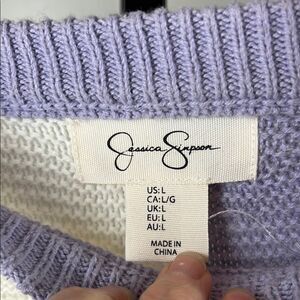 Jessica Simpson
US: L
CA: L/G
UK: L
EU: L
AU: L
MADE IN
CHINA